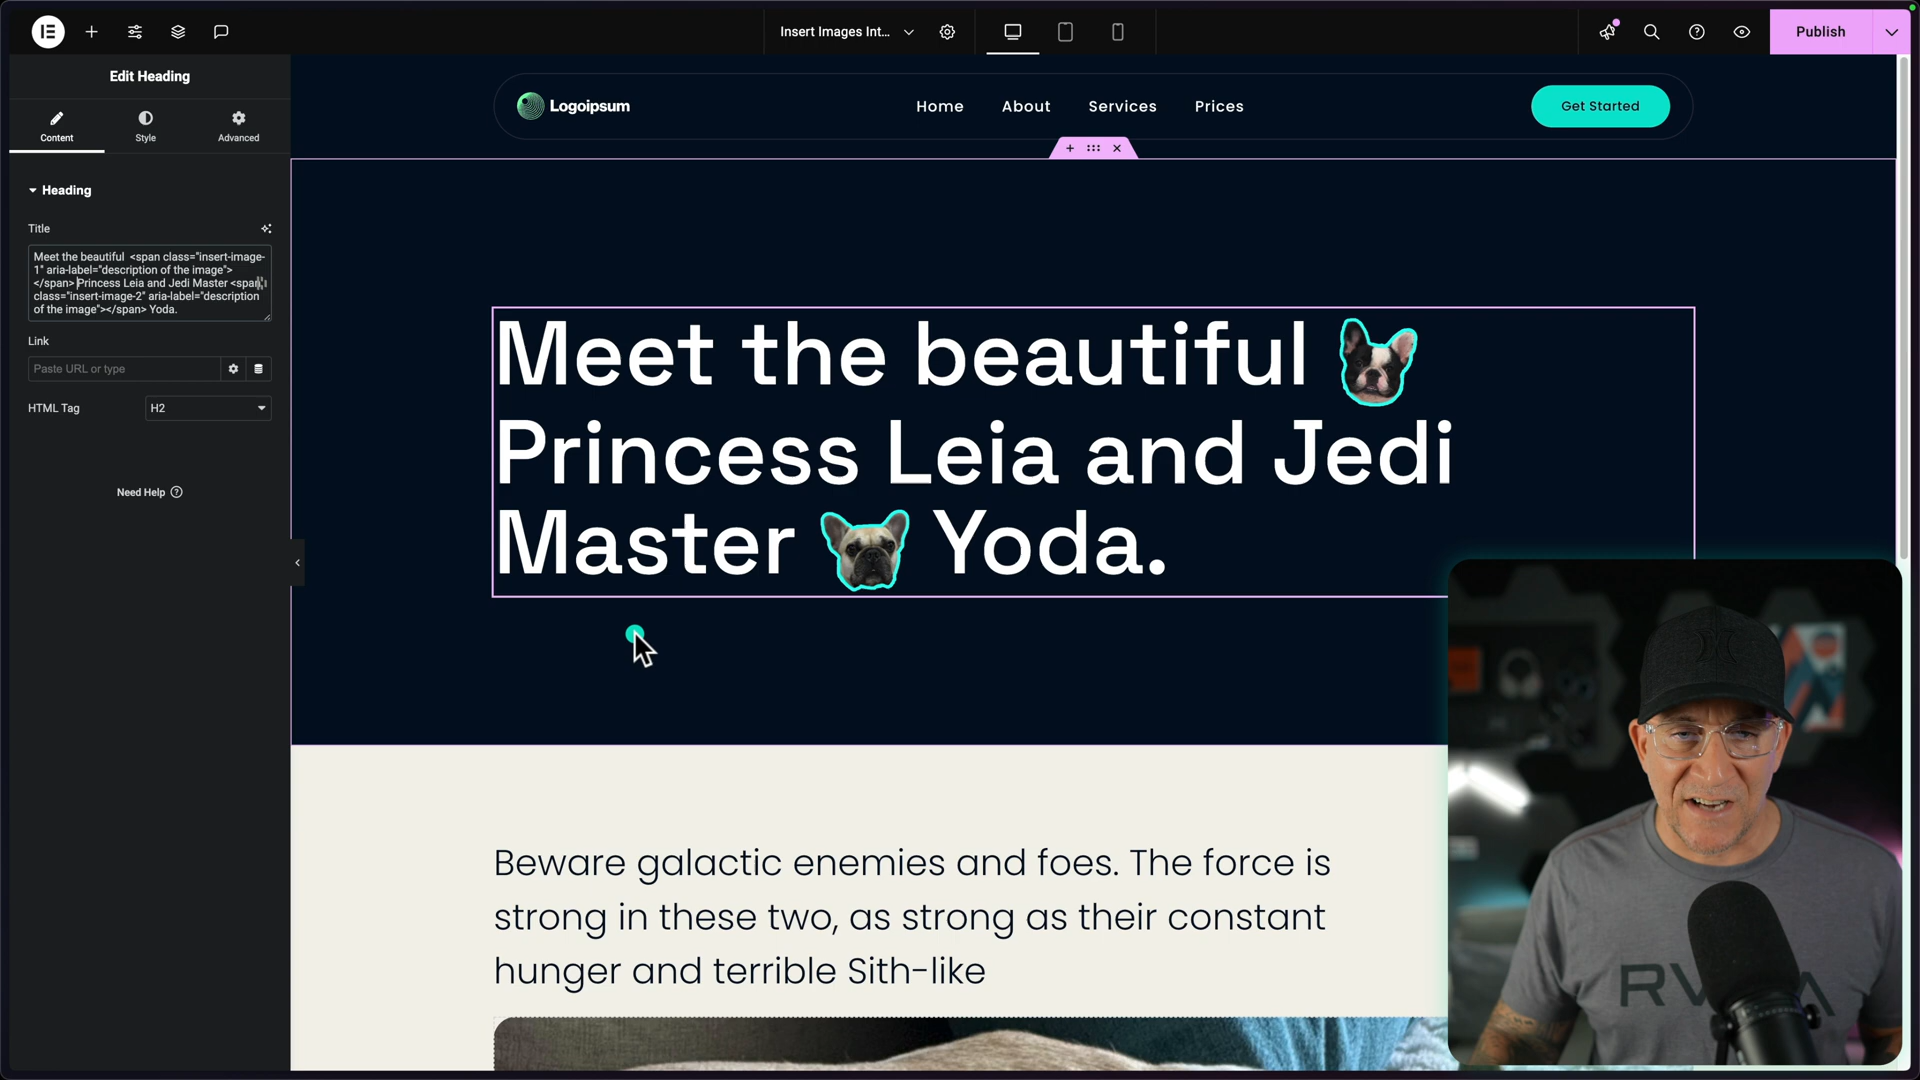 Insert Images Int...
Publish
Edit Heading
Content
Style
Advanced
Heading
Title
Meet the beautiful  <span class="insert-image-
1" aria-label="description of the image">
</span> Princess Leia and Jedi Master <span
class="insert-image-2" aria-label="description
of the image"></span> Yoda.
Link
Paste URL or type
HTML Tag
H2
Need Help
Logoipsum
Home
About
Services
Prices
Get Started
Meet the beautiful
Princess Leia and Jedi
Master Yoda.
Beware galactic enemies and foes. The force is
strong in these two, as strong as their constant
hunger and terrible Sith-like